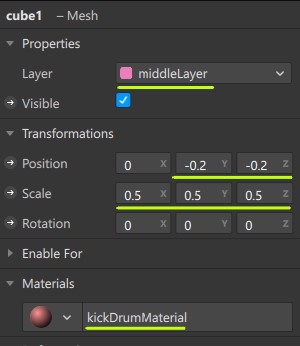 cube1 – Mesh
Properties
Layer middleLayer
Visible
Transformations
Position 0 X -0.2 Y -0.2 Z
Scale 0.5 X 0.5 Y 0.5 Z
Rotation 0 X 0 Y 0 Z
Enable For
Materials
kickDrumMaterial